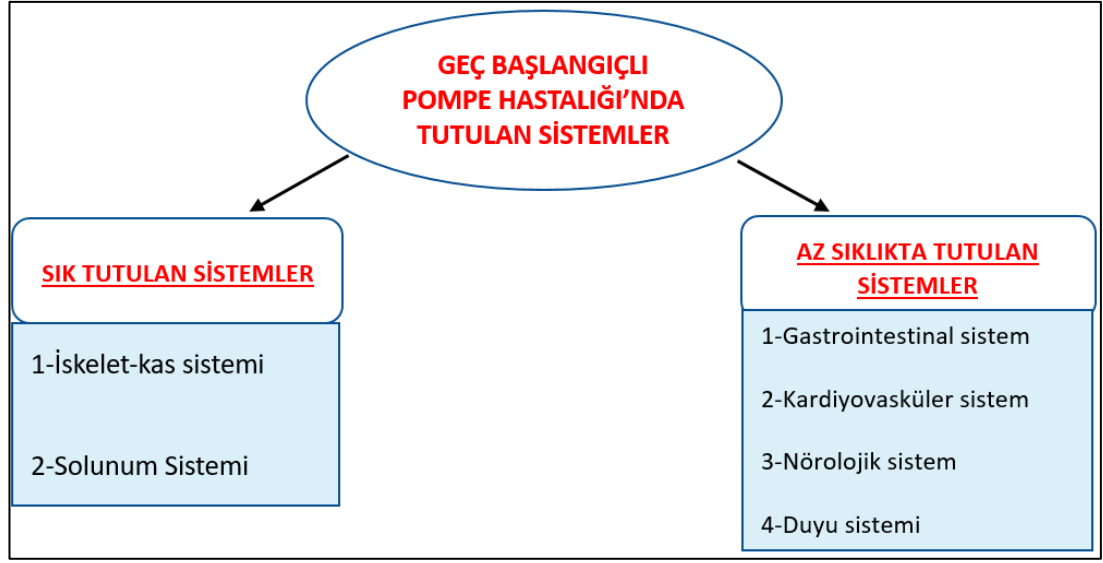 GEÇ BAŞLANGIÇLI
POMPE HASTALIĞI’NDA
TUTULAN SİSTEMLER
SIK TUTULAN SİSTEMLER
1-İskelet-kas sistemi
2-Solunum Sistemi
AZ SIKLIKTA TUTULAN
SİSTEMLER
1-Gastrointestinal sistem
2-Kardiyovasküler sistem
3-Nörolojik sistem
4-Duyu sistemi